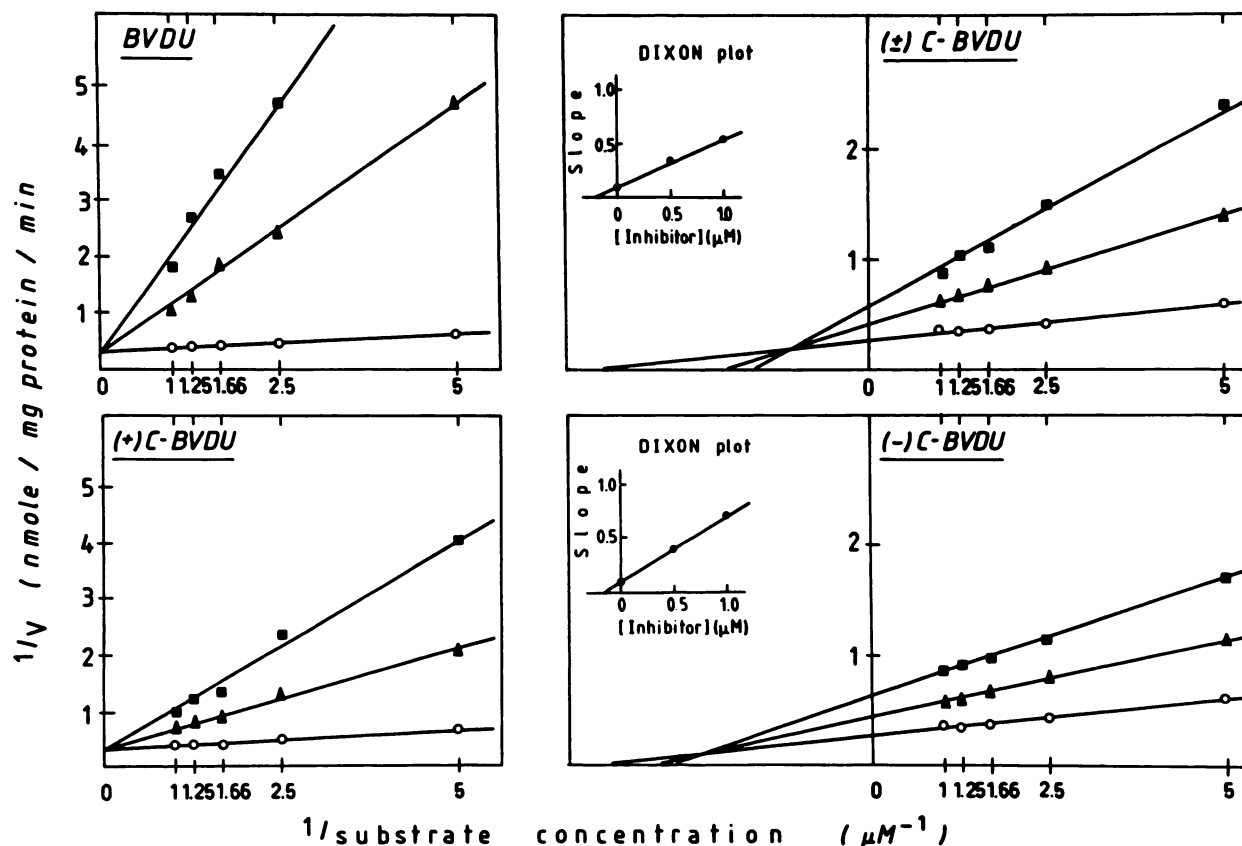 BVDU
5
4
3
2
1
0
1 1.25 1.66 2.5 5
(±) C-BVDU
DIXON plot
Slope
1.0
0.5
0 0.5 1.0
[Inhibitor] (μM)
2
1
0 1 1.25 1.66 2.5 5
(+) C-BVDU
5
4
3
2
1
0 1 1.25 1.66 2.5 5
(-) C-BVDU
DIXON plot
Slope
1.0
0.5
0 0.5 1.0
[Inhibitor] (μM)
2
1
0 1 1.25 1.66 2.5 5
1/V (nmole / mg protein / min
1/substrate concentration (μM⁻¹)